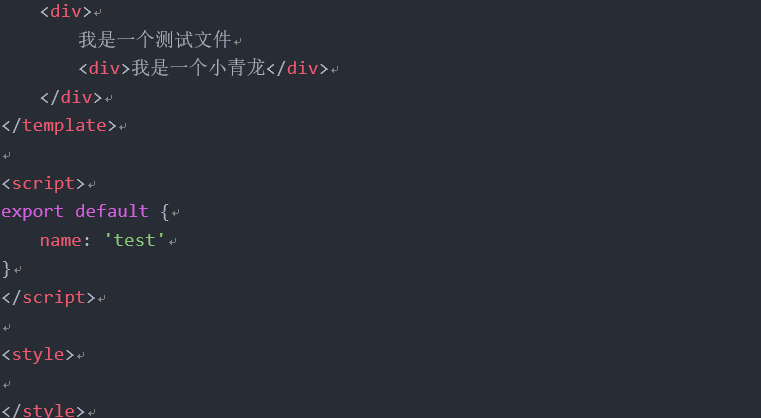 <div>
我是一个测试文件
<div>我是一个小青龙</div>
</div>
</template>
<script>
export default {
name: 'test'
}
</script>
<style>
</style>